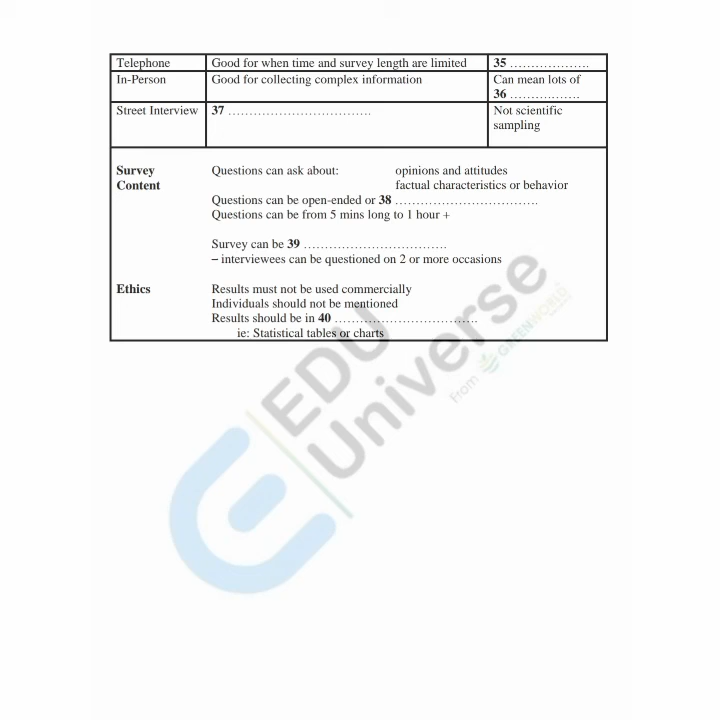 Telephone Good for when time and survey length are limited 35 ……………….
In-Person Good for collecting complex information Can mean lots of
36 …………….
Street Interview 37 ……………………………. Not scientific
sampling
Survey Questions can ask about: opinions and attitudes
Content factual characteristics or behavior
Questions can be open-ended or 38 …………………………….
Questions can be from 5 mins long to 1 hour +
Survey can be 39 …………………………….
– interviewees can be questioned on 2 or more occasions
Ethics Results must not be used commercially
Individuals should not be mentioned
Results should be in 40 …………………………….
ie: Statistical tables or charts
EDU
Universe
From GREENWORLD